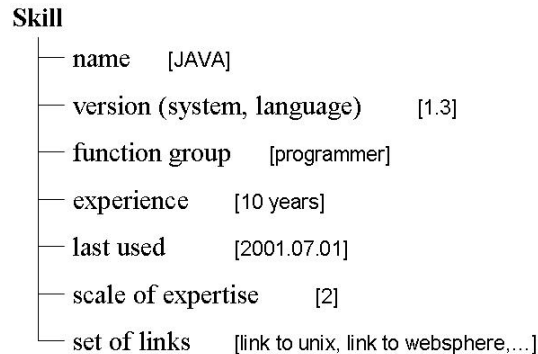 Skill
name [JAVA]
version (system, language) [1.3]
function group [programmer]
experience [10 years]
last used [2001.07.01]
scale of expertise [2]
set of links [link to unix, link to websphere,...]